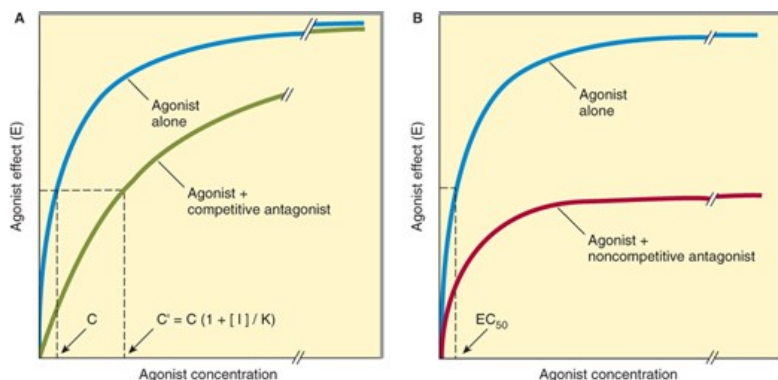 A
Agonist effect (E)
Agonist
alone
Agonist +
competitive antagonist
C
C' = C (1 + [ I ] / K)
Agonist concentration
B
Agonist effect (E)
Agonist
alone
Agonist +
noncompetitive antagonist
EC50
Agonist concentration